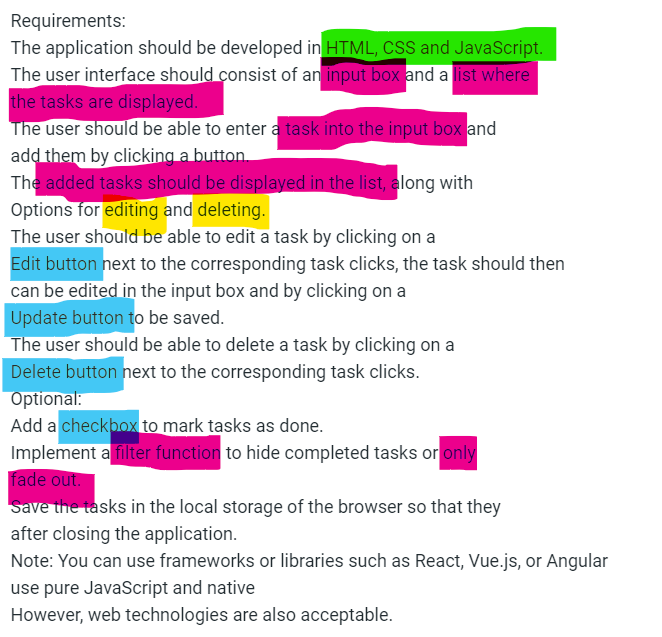 Requirements:
The application should be developed in HTML, CSS and JavaScript.
The user interface should consist of an input box and a list where
the tasks are displayed.
The user should be able to enter a task into the input box and
add them by clicking a button.
The added tasks should be displayed in the list, along with
Options for editing and deleting.
The user should be able to edit a task by clicking on a
Edit button next to the corresponding task clicks, the task should then
can be edited in the input box and by clicking on a
Update button to be saved.
The user should be able to delete a task by clicking on a
Delete button next to the corresponding task clicks.
Optional:
Add a checkbox to mark tasks as done.
Implement a filter function to hide completed tasks or only
fade out.
Save the tasks in the local storage of the browser so that they
after closing the application.
Note: You can use frameworks or libraries such as React, Vue.js, or Angular
use pure JavaScript and native
However, web technologies are also acceptable.